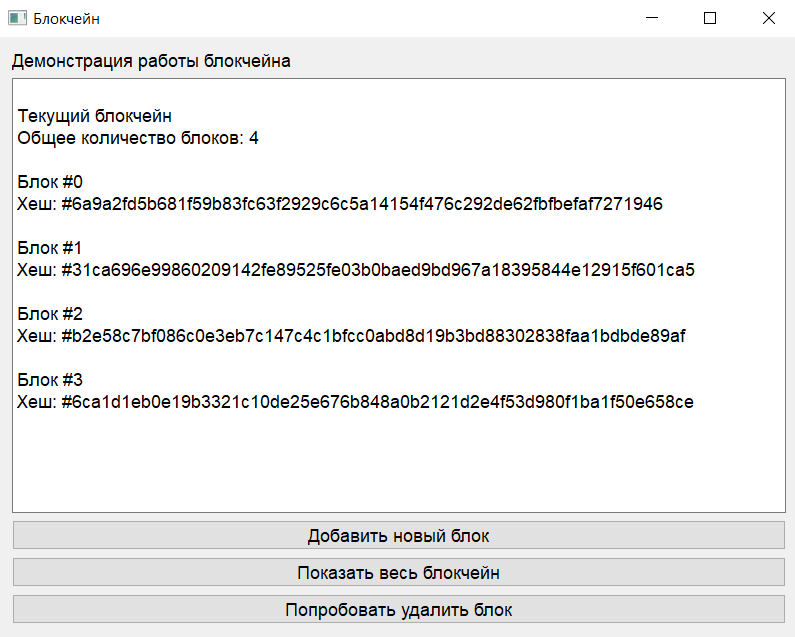 Блокчейн
Демонстрация работы блокчейна
Текущий блокчейн
Общее количество блоков: 4
Блок #0
Хеш: #6a9a2fd5b681f59b83fc63f2929c6c5a14154f476c292de62fbfbefaf7271946
Блок #1
Хеш: #31ca696e99860209142fe89525fe03b0baed9bd967a18395844e12915f601ca5
Блок #2
Хеш: #b2e58c7bf086c0e3eb7c147c4c1bfcc0abd8d19b3bd88302838faa1bdbde89af
Блок #3
Хеш: #6ca1d1eb0e19b3321c10de25e676b848a0b2121d2e4f53d980f1ba1f50e658ce
Добавить новый блок
Показать весь блокчейн
Попробовать удалить блок